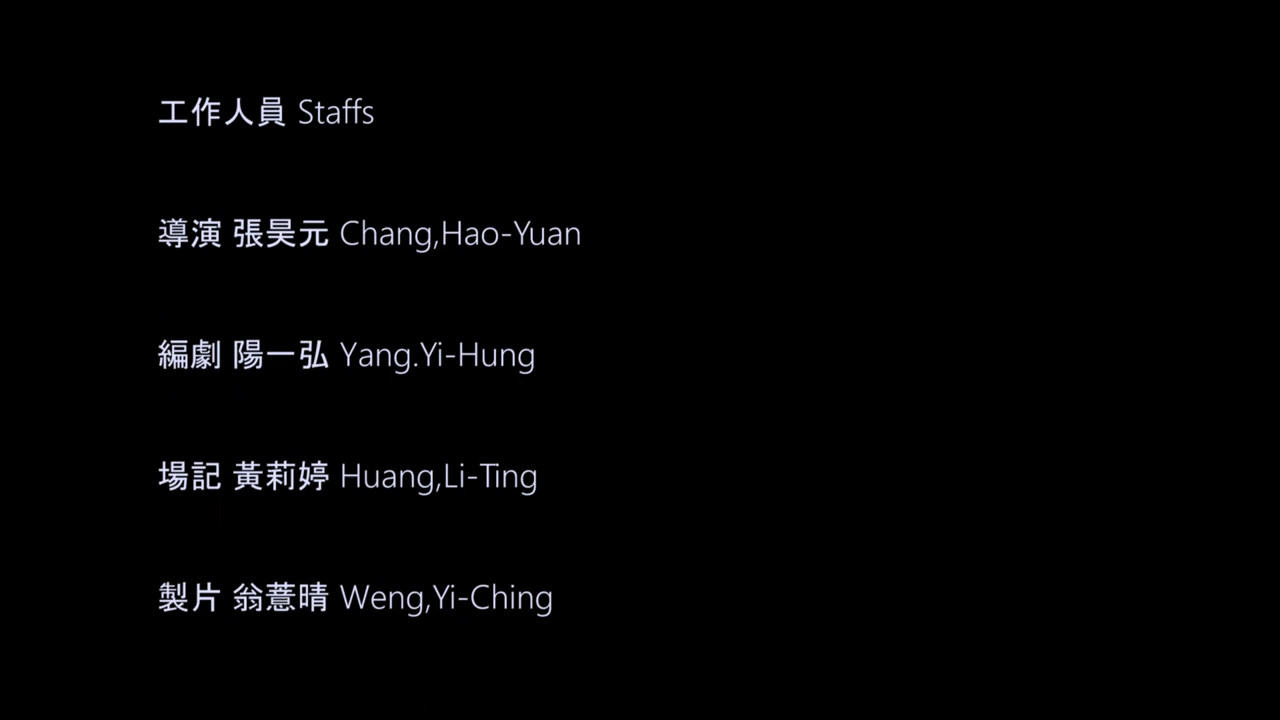 工作人員 Staffs
導演 張昊元 Chang,Hao-Yuan
編劇 陽一弘 Yang.Yi-Hung
場記 黃莉婷 Huang,Li-Ting
製片 翁薏晴 Weng,Yi-Ching